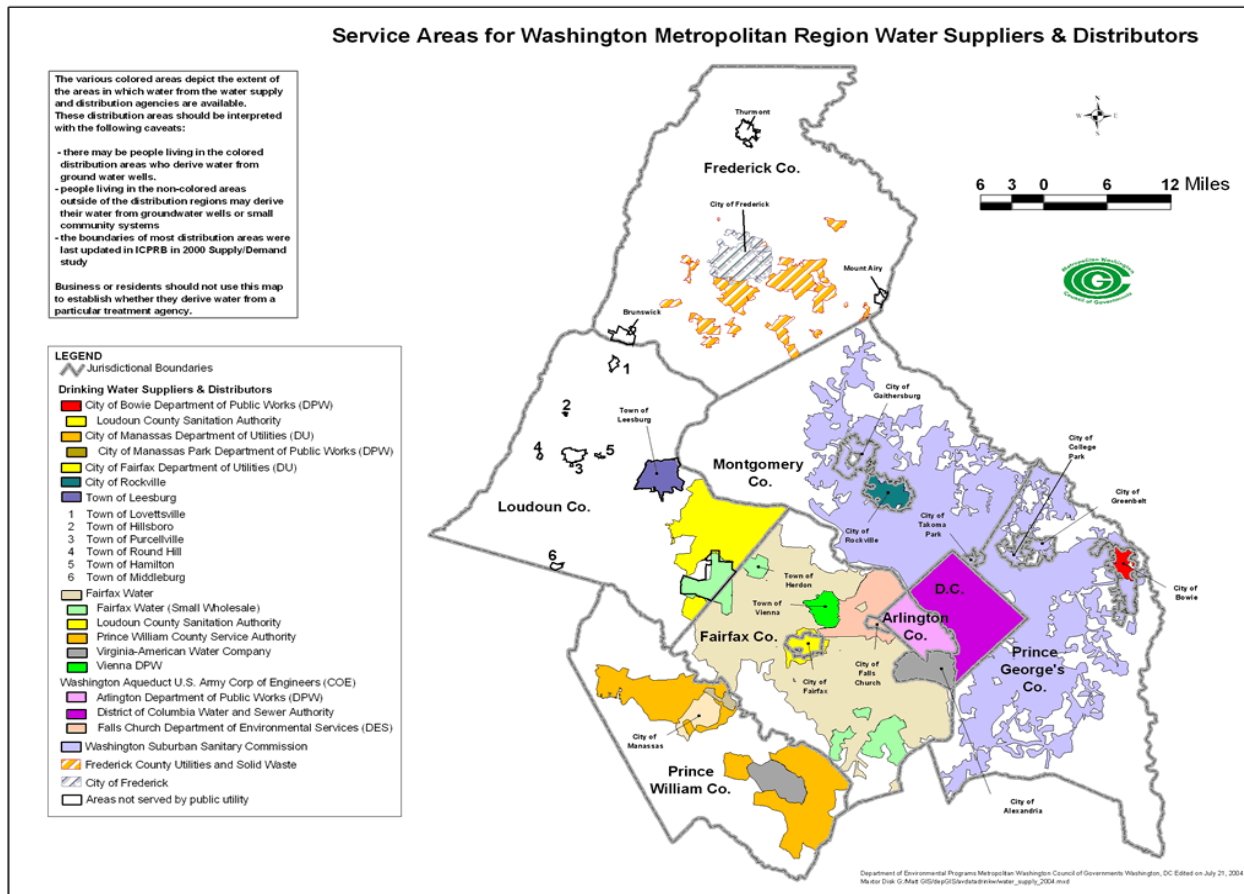 Service Areas for Washington Metropolitan Region Water Suppliers & Distributors
The various colored areas depict the extent of
the areas in which water from the water supply
and distribution agencies are available.
These distribution areas should be interpreted
with the following caveats:
- there may be people living in the colored
distribution areas who derive water from
ground water wells.
- people living in the non-colored areas
outside of the distribution regions may derive
their water from groundwater wells or small
community systems
- the boundaries of most distribution areas were
last updated in ICPRB in 2000 Supply/Demand
study
Business or residents should not use this map
to establish whether they derive water from a
particular treatment agency.
N
W E
S
6 3 0 6 12 Miles
Metropolitan Washington
COG
Council of Governments
LEGEND
Jurisdictional Boundaries
Drinking Water Suppliers & Distributors
City of Bowie Department of Public Works (DPW)
Loudoun County Sanitation Authority
City of Manassas Department of Utilities (DU)
City of Manassas Park Department of Public Works (DPW)
City of Fairfax Department of Utilities (DU)
City of Rockville
Town of Leesburg
1 Town of Lovettsville
2 Town of Hillsboro
3 Town of Purcellville
4 Town of Round Hill
5 Town of Hamilton
6 Town of Middleburg
Fairfax Water
Fairfax Water (Small Wholesale)
Loudoun County Sanitation Authority
Prince William County Service Authority
Virginia-American Water Company
Vienna DPW
Washington Aqueduct U.S. Army Corp of Engineers (COE)
Arlington Department of Public Works (DPW)
District of Columbia Water and Sewer Authority
Falls Church Department of Environmental Services (DES)
Washington Suburban Sanitary Commission
Frederick County Utilities and Solid Waste
City of Frederick
Areas not served by public utility
Thurmont
Frederick Co.
City of Frederick
Mount Airy
Brunswick
1
2
4
3
5
6
Town of
Leesburg
Loudoun Co.
Montgomery
Co.
City of
Gaithersburg
City of
College
Park
City of
Greenbelt
City of
Rockville
City of
Takoma
Park
City of
Bowie
Town of
Herdon
Town of
Vienna
D.C.
Arlington
Co.
Fairfax Co.
City of
Fairfax
City of
Falls
Church
Prince
George's
Co.
City of
Manassas
Prince
William Co.
City of
Alexandria
Department of Environmental Programs Metropolitan Washington Council of Governments Washington, DC Edited on July 21, 2004